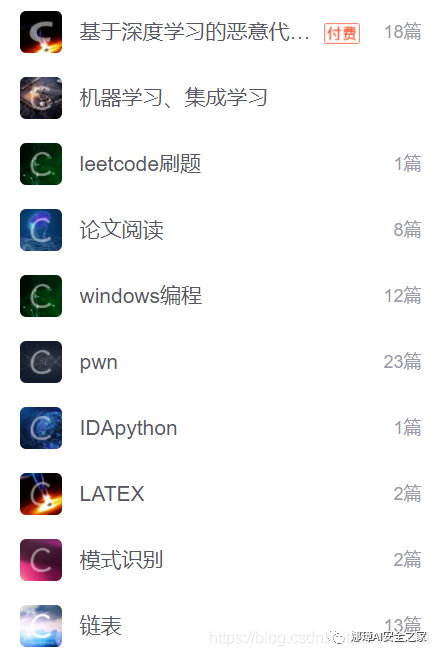 基于深度学习的恶意代... 付费 18篇
机器学习、集成学习
leetcode刷题 1篇
论文阅读 8篇
windows编程 12篇
pwn 23篇
IDApython 1篇
LATEX 2篇
模式识别 2篇
链表 13篇
https://blog.csdn
AI安全之家